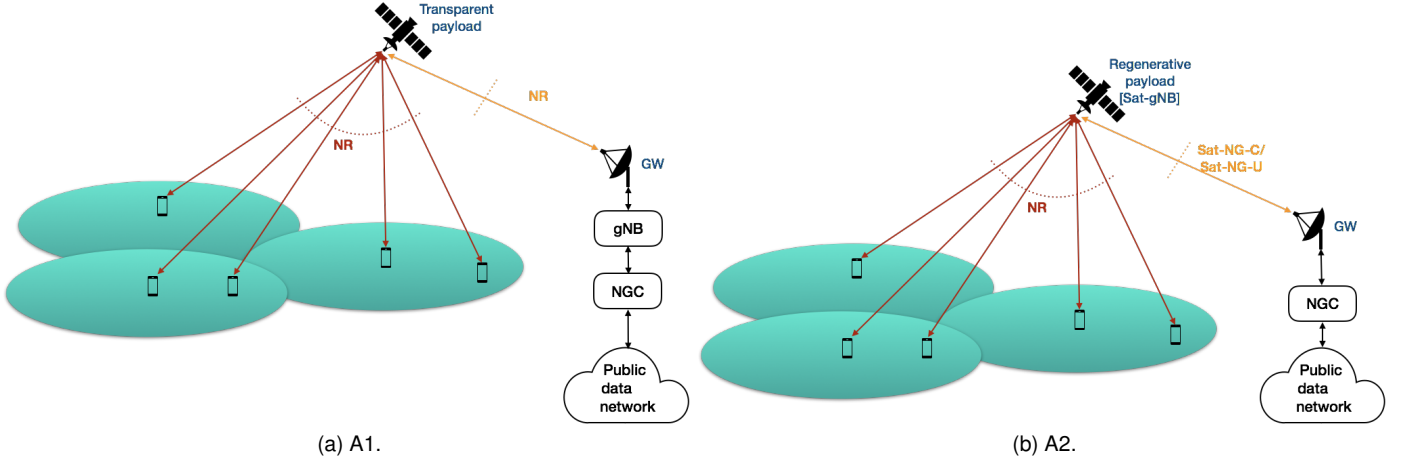 Transparent
payload
NR
NR
GW
gNB
NGC
Public
data
network
(a) A1.
Regenerative
payload
[Sat-gNB]
Sat-NG-C/
Sat-NG-U
NR
GW
NGC
Public
data
network
(b) A2.